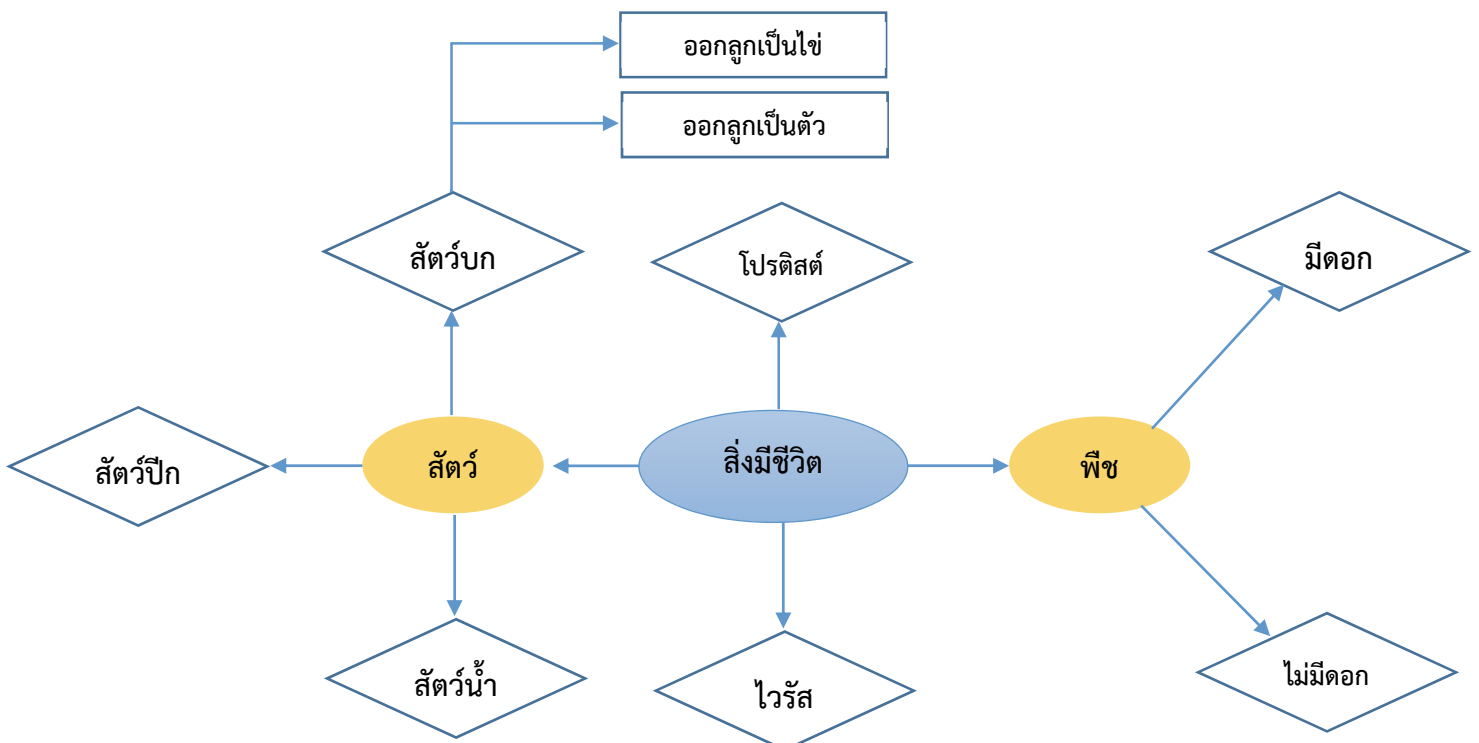 ออกลูกเป็นไข่
ออกลูกเป็นตัว
สัตว์บก
โปรติสต์
มีดอก
สัตว์ปีก
สัตว์
สิ่งมีชีวิต
พืช
สัตว์น้ำ
ไวรัส
ไม่มีดอก